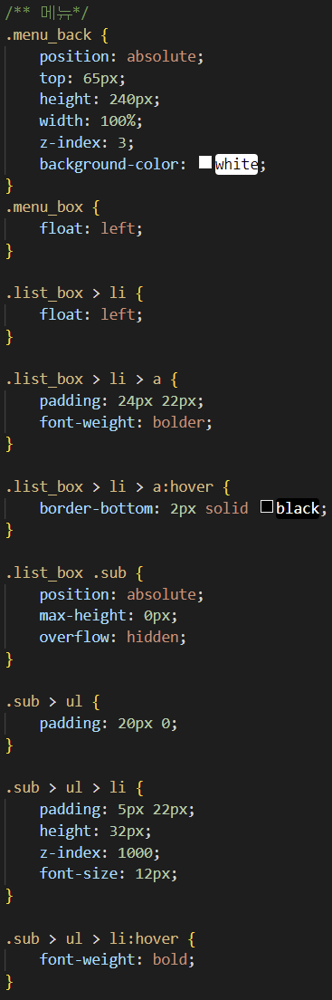 /** 메뉴*/
.menu_back {
    position: absolute;
    top: 65px;
    height: 240px;
    width: 100%;
    z-index: 3;
    background-color: white;
}
.menu_box {
    float: left;
}

.list_box > li {
    float: left;
}

.list_box > li > a {
    padding: 24px 22px;
    font-weight: bolder;
}

.list_box > li > a:hover {
    border-bottom: 2px solid black;
}

.list_box .sub {
    position: absolute;
    max-height: 0px;
    overflow: hidden;
}

.sub > ul {
    padding: 20px 0;
}

.sub > ul > li {
    padding: 5px 22px;
    height: 32px;
    z-index: 1000;
    font-size: 12px;
}

.sub > ul > li:hover {
    font-weight: bold;
}